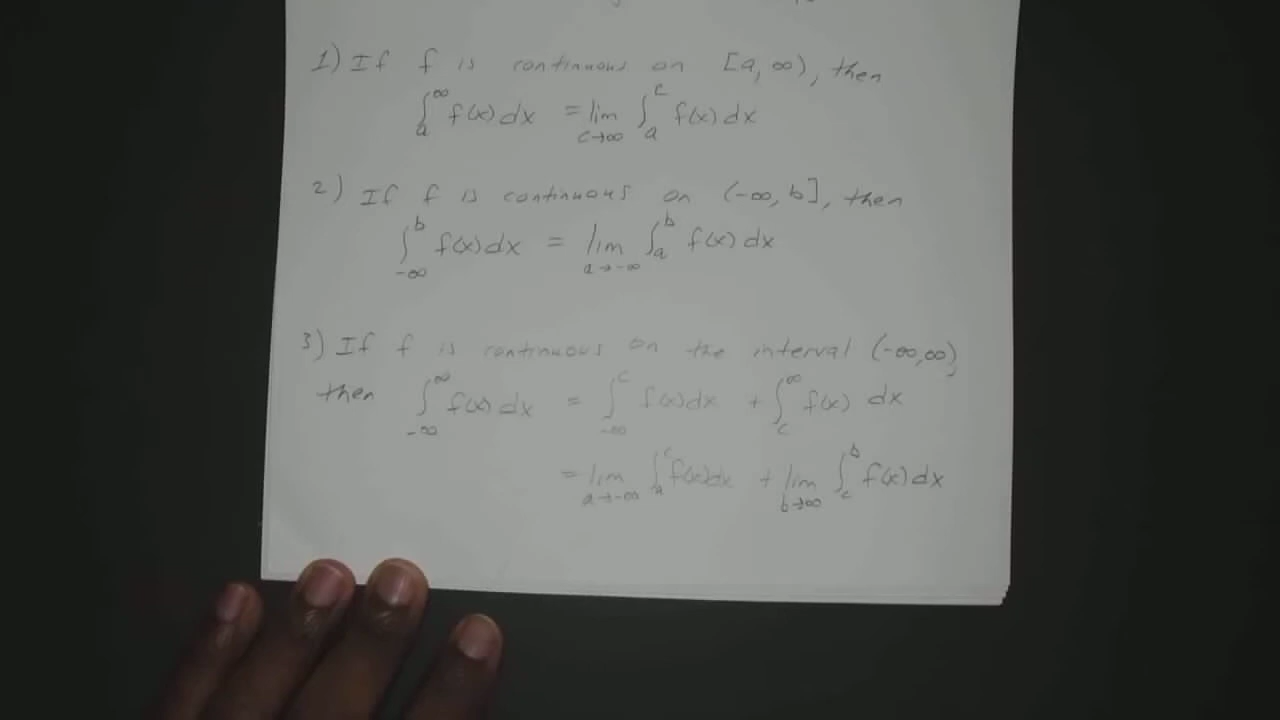 1) If f is continuous on [a, ∞), then
∫_a^∞ f(x) dx = lim_{c→∞} ∫_a^c f(x) dx
2) If f is continuous on (-∞, b], then
∫_{-∞}^b f(x) dx = lim_{a→-∞} ∫_a^b f(x) dx
3) If f is continuous on the interval (-∞,∞),
then ∫_{-∞}^∞ f(x) dx = ∫_{-∞}^c f(x) dx + ∫_c^∞ f(x) dx
= lim_{a→-∞} ∫_a^c f(x) dx + lim_{b→∞} ∫_c^b f(x) dx